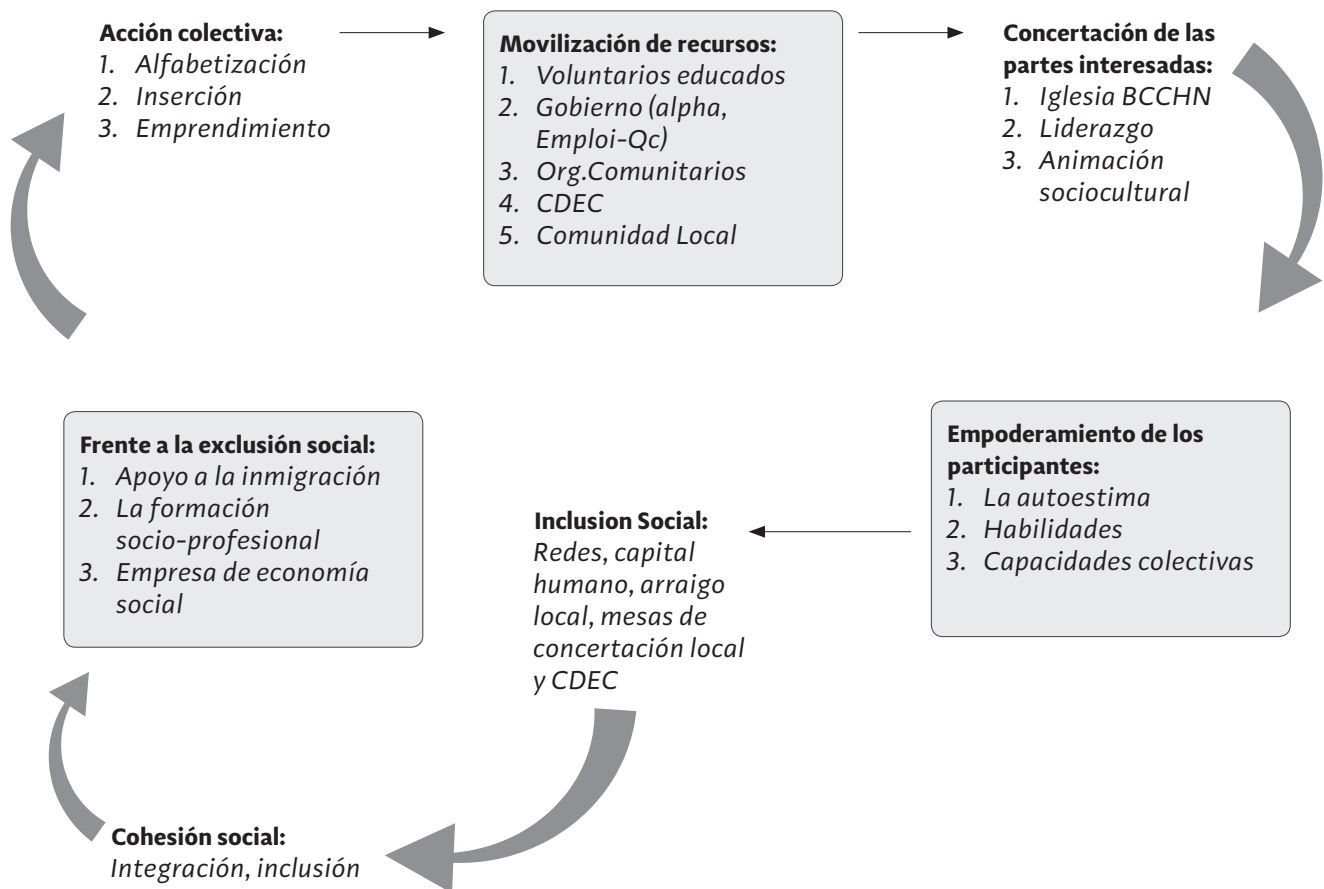 Acción colectiva:
1. Alfabetización
2. Inserción
3. Emprendimiento
Movilización de recursos:
1. Voluntarios educados
2. Gobierno (alpha,
Emploi-Qc)
3. Org.Comunitarios
4. CDEC
5. Comunidad Local
Concertación de las
partes interesadas:
1. Iglesia BCCHN
2. Liderazgo
3. Animación
sociocultural
Frente a la exclusión social:
1. Apoyo a la inmigración
2. La formación
socio-profesional
3. Empresa de economía
social
Inclusion Social:
Redes, capital
humano, arraigo
local, mesas de
concertación local
y CDEC
Empoderamiento de los
participantes:
1. La autoestima
2. Habilidades
3. Capacidades colectivas
Cohesión social:
Integración, inclusión